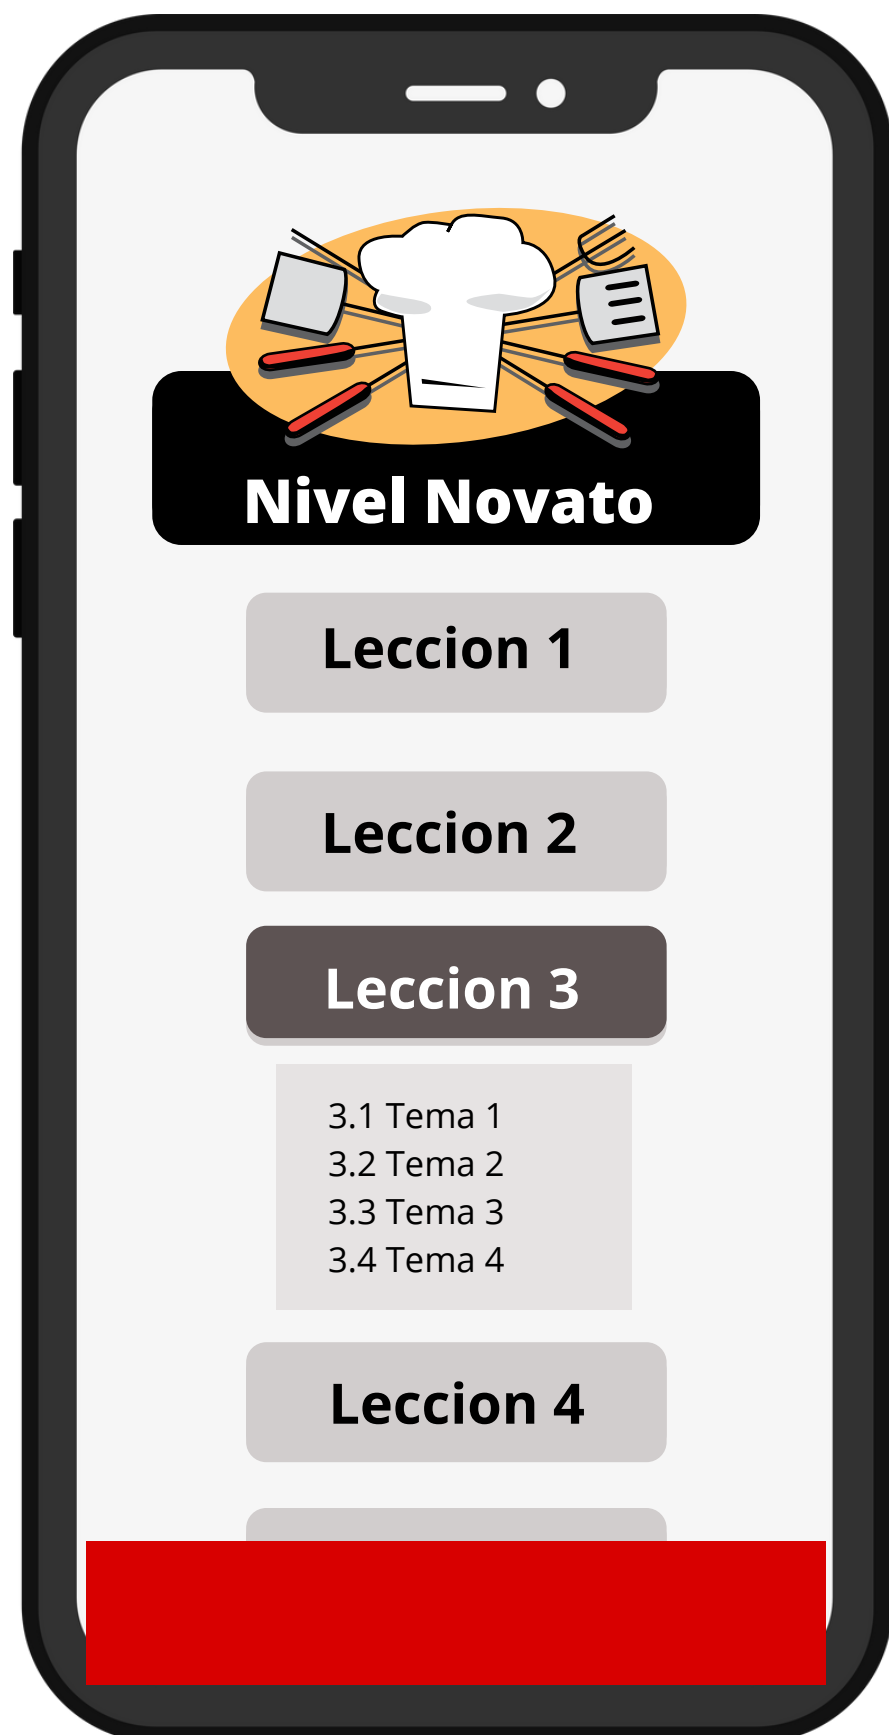 Nivel Novato
Leccion 1
Leccion 2
Leccion 3
3.1 Tema 1
3.2 Tema 2
3.3 Tema 3
3.4 Tema 4
Leccion 4